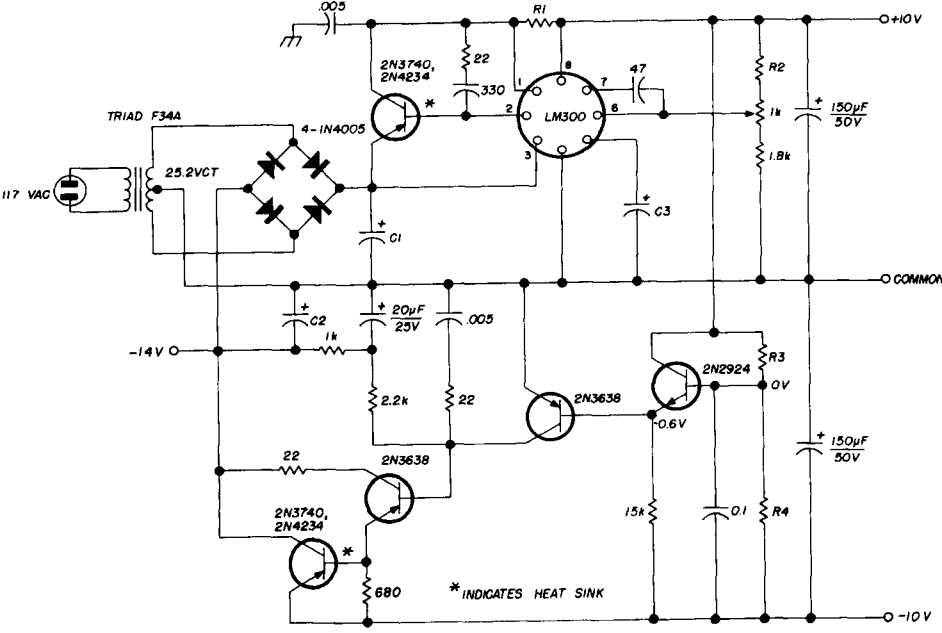 .005
R1
+10V
2N3740,
2N4234
22
330
*
1
8
7
47
2
6
LM300
3
R2
1k
1.8k
+
150µF
50V
TRIAD F34A
4-1N4005
25.2VCT
117 VAC
+
C1
+
C3
COMMON
+
C2
+
20µF
25V
.005
1k
-14V
2.2k
22
2N3638
2N2924
R3
0V
-0.6V
+
150µF
50V
22
2N3638
2N3740,
2N4234
*
680
15k
0.1
R4
*INDICATES HEAT SINK
-10V